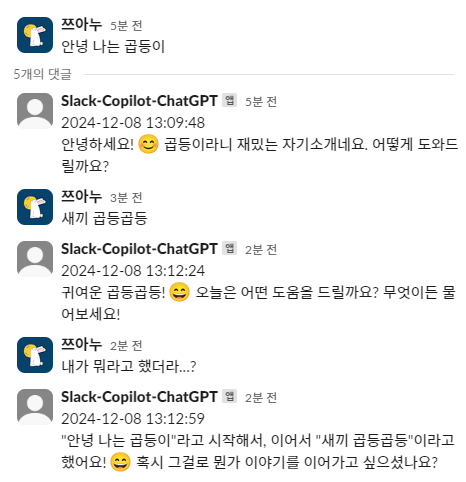 쯔아누 5분 전
안녕 나는 곱등이
5개의 댓글
Slack-Copilot-ChatGPT 앱 5분 전
2024-12-08 13:09:48
안녕하세요! 😊 곱등이라니 재밌는 자기소개네요. 어떻게 도와드
릴까요?
쯔아누 3분 전
새끼 곱등곱등
Slack-Copilot-ChatGPT 앱 2분 전
2024-12-08 13:12:24
귀여운 곱등곱등! 😄 오늘은 어떤 도움을 드릴까요? 무엇이든 물
어보세요!
쯔아누 2분 전
내가 뭐라고 했더라...?
Slack-Copilot-ChatGPT 앱 2분 전
2024-12-08 13:12:59
"안녕 나는 곱등이"라고 시작해서, 이어서 "새끼 곱등곱등"이라고
했어요! 😄 혹시 그걸로 뭔가 이야기를 이어가고 싶으셨나요?